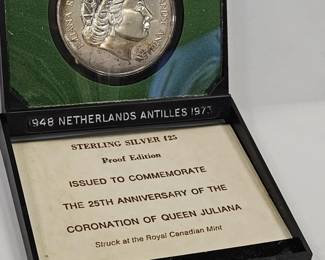 1948 NETHERLANDS ANTILLES 1973
STERLING SILVER f25
Proof Edition
ISSUED TO COMMEMORATE
THE 25TH ANNIVERSARY OF THE
CORONATION OF QUEEN JULIANA
Struck at the Royal Canadian Mint